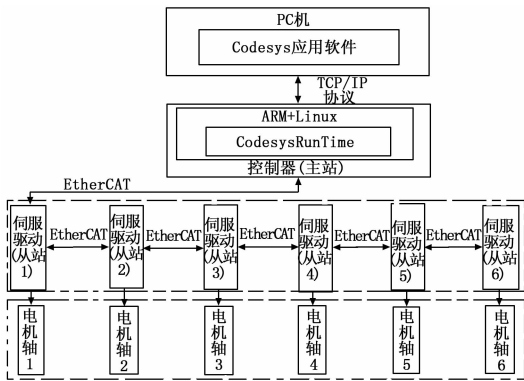 PC机
Codesys应用软件
TCP/IP
协议
ARM+Linux
CodesysRunTime
控制器(主站)
EtherCAT
伺服
驱动
(从站
1)
EtherCAT
伺服
驱动
(从站
2)
EtherCAT
伺服
驱动
(从站
3)
EtherCAT
伺服
驱动
(从站
4)
EtherCAT
伺服
驱动
(从站
5)
EtherCAT
伺服
驱动
(从站
6)
电
机
轴
1
电
机
轴
2
电
机
轴
3
电
机
轴
4
电
机
轴
5
电
机
轴
6